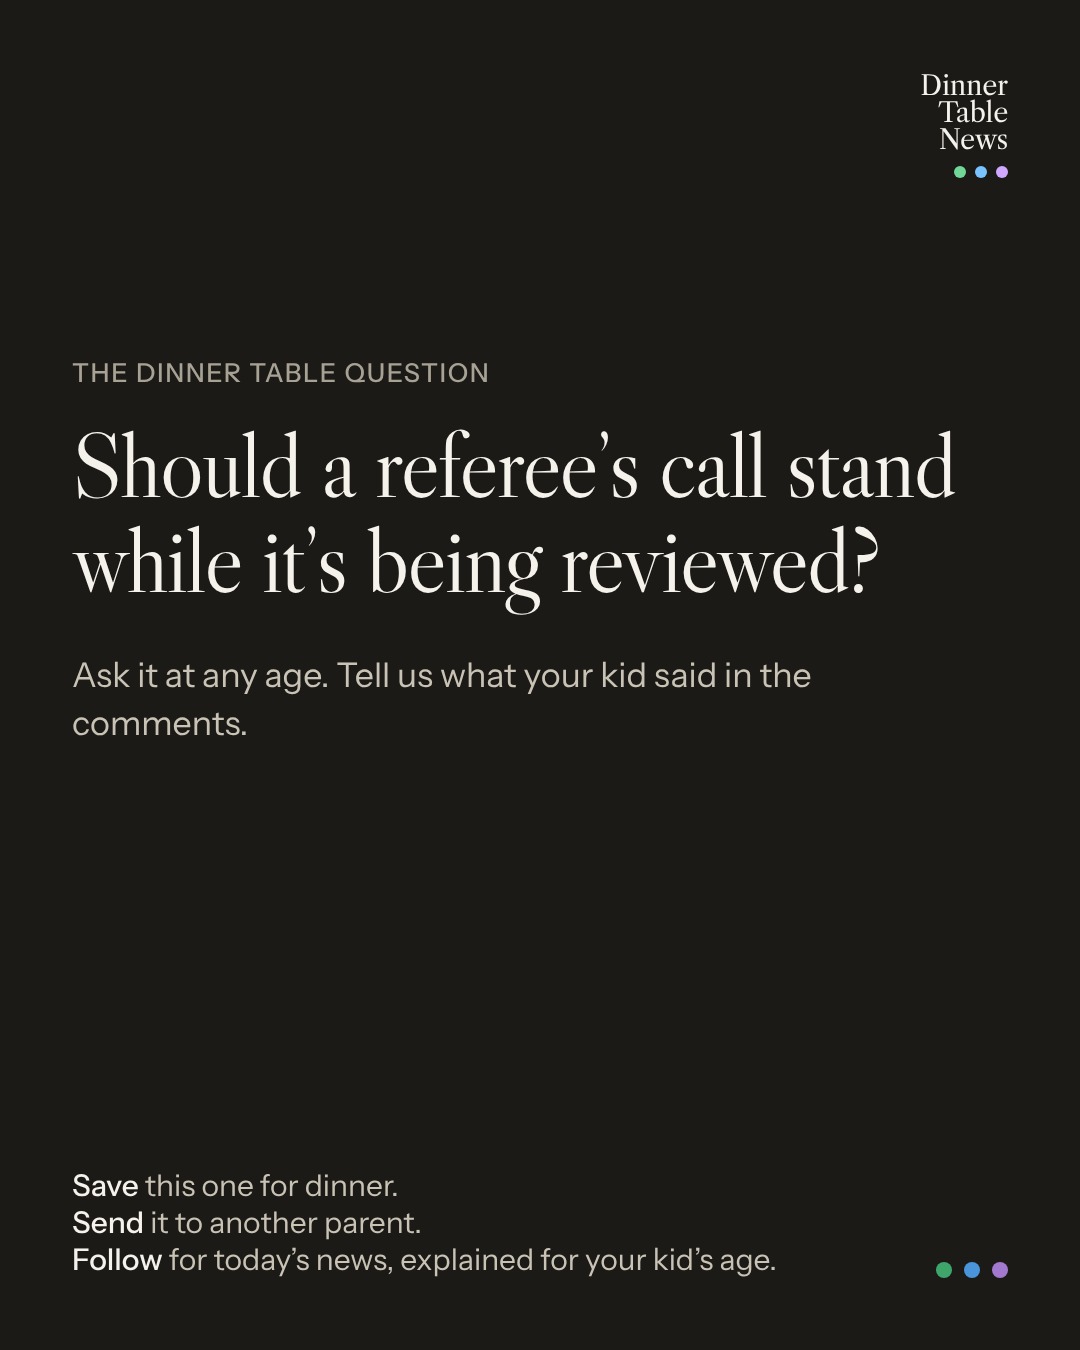 Dinner
Table
News
THE DINNER TABLE QUESTION
Should a referee’s call stand
while it’s being reviewed?
Ask it at any age. Tell us what your kid said in the
comments.
Save this one for dinner.
Send it to another parent.
Follow for today’s news, explained for your kid’s age.